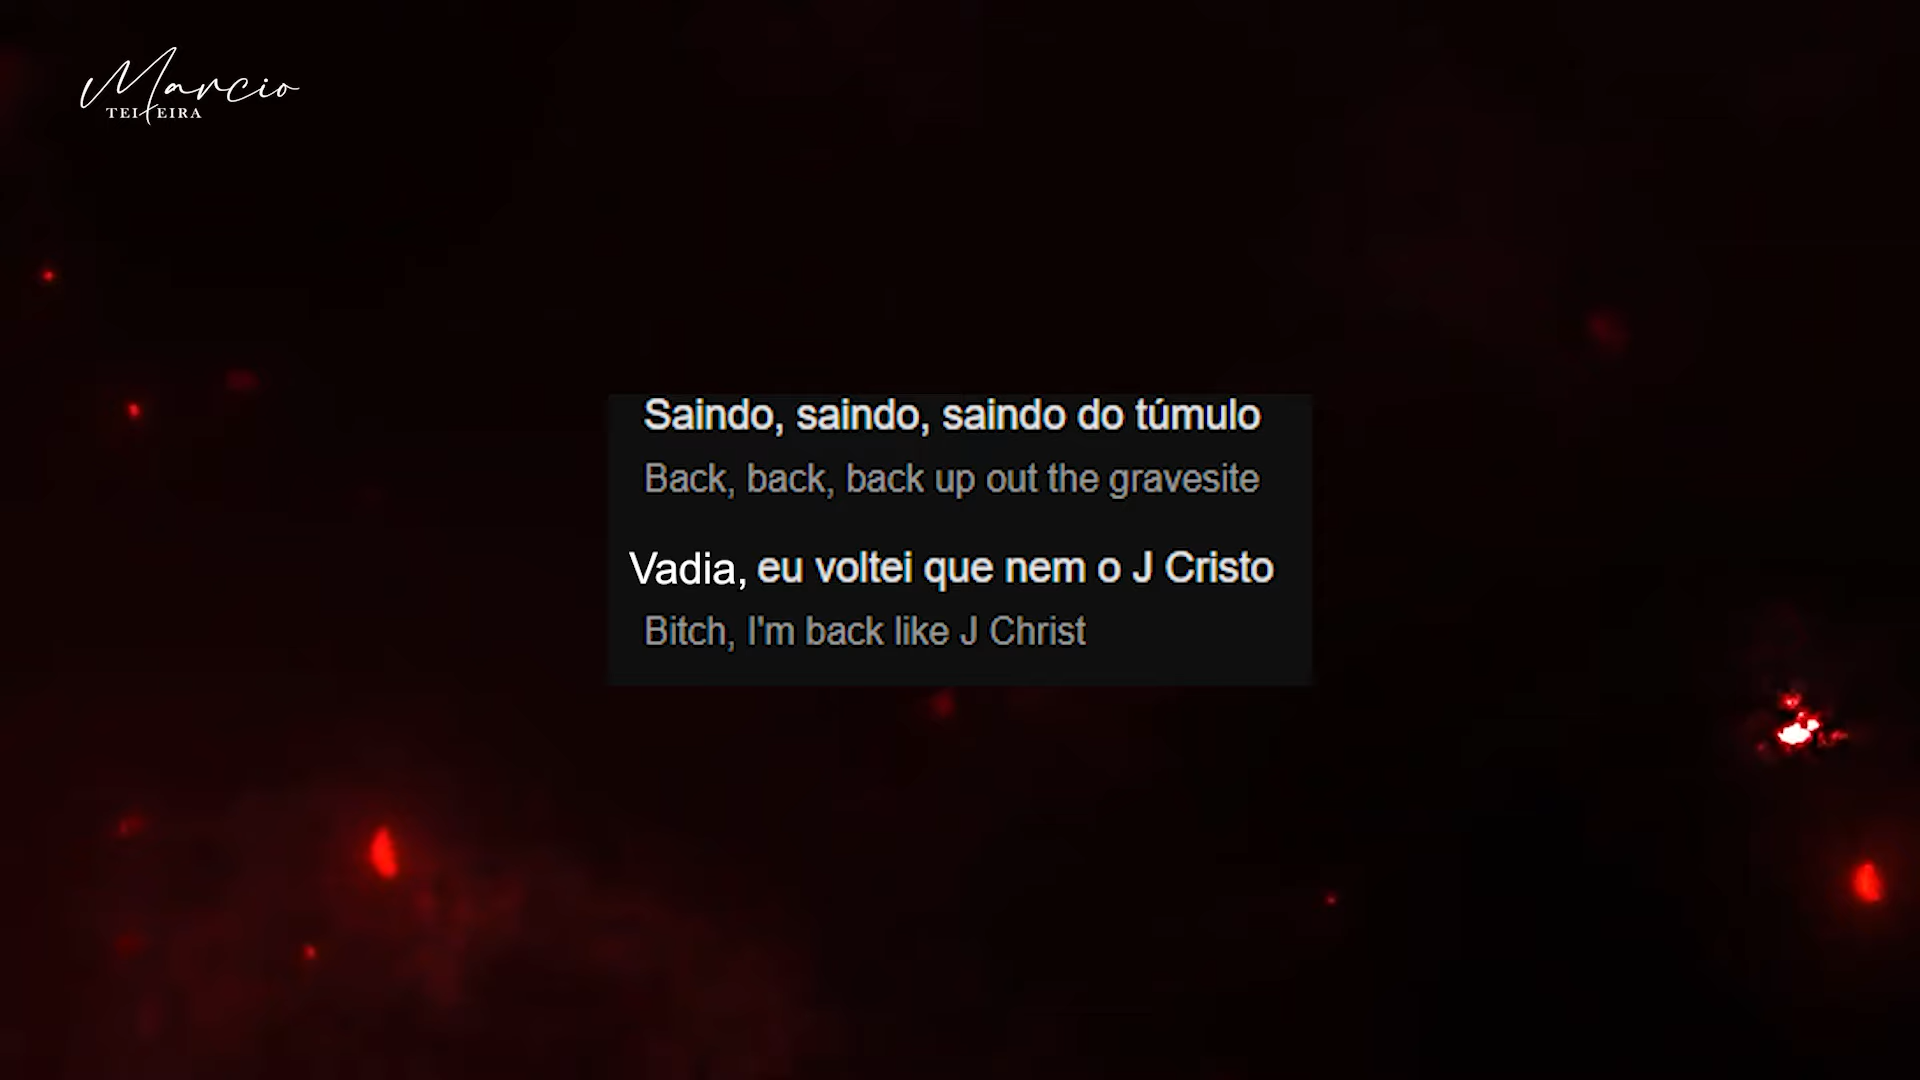 Marcio
TEIXEIRA
Saindo, saindo, saindo do túmulo
Back, back, back up out the gravesite
Vadia, eu voltei que nem o J Cristo
Bitch, I'm back like J Christ